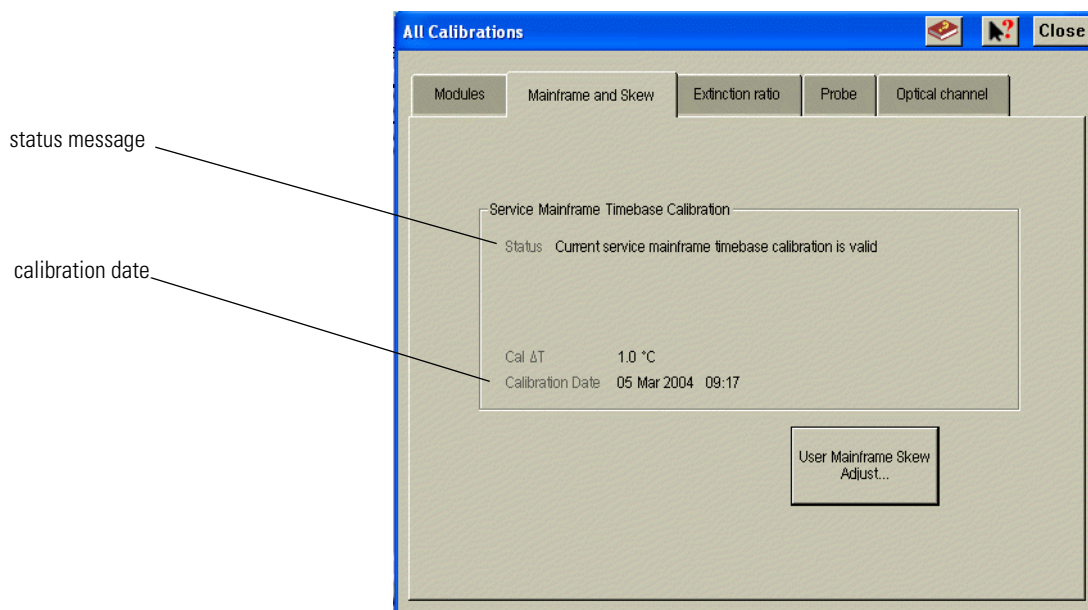 All Calibrations
?
?
Close
Modules
Mainframe and Skew
Extinction ratio
Probe
Optical channel
status message
Service Mainframe Timebase Calibration
Status Current service mainframe timebase calibration is valid
calibration date
Cal ΔT 1.0 °C
Calibration Date 05 Mar 2004 09:17
User Mainframe Skew
Adjust...